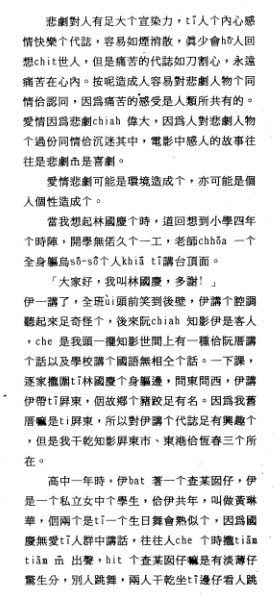 悲劇對人有足大个宣染力，tī人个內心感
情快樂个代誌，容易如煙消散，眞少會hō͘人回
想chit世人，但是痛苦的代誌如刀割心，永遠
痛苦在心內。按呢造成人容易對悲劇人物个同
情佮認同，因爲痛苦的感受是人類所共有的。
愛情因爲悲劇chiah 偉大，因爲人對悲劇人物
个過份同情佮沉迷其中，電影中感人的故事往
往是悲劇m̄是喜劇。
愛情悲劇可能是環境造成个，亦可能是個
人個性造成个。
當我想起林國慶个時，道回想到小學四年
个時陣，開學無偌久个一工，老師chhōa 一个
全身軀烏sô-sô个人khiā tī講台頂面。
「大家好，我叫林國慶，多謝！」
伊一講了，全班ùi頭前笑到後壁，伊講个腔調
聽起來足奇怪个，後來阮chiah 知影伊是客人
，che 是我頭一擺知影世間上有一種佮阮厝講
个話以及學校講个國語無相仝个話。一下課，
逐家攏圍tī林國慶个身軀邊，問東問西，伊講
伊帶tī屏東，個故鄉个豬跤足有名。因爲我舊
厝嘛是tī屏東，所以對伊講个代誌足有興趣个
，但是我干乾知影屏東市、東港佮恆春三个所
在。
高中一年時，伊bat 著一个查某囡仔，伊
是一个私立女中个學生，佮伊共年，叫做黃琳
華，個兩个是tī一个生日舞會熟似个，因爲國
慶無愛tī人群中講話，往往人che 个時攏tiām
tiām m̄ 出聲，hit 个查某囡仔嘛是有淡薄仔
驚生分，別人跳舞，兩人干乾坐tī邊仔看人跳